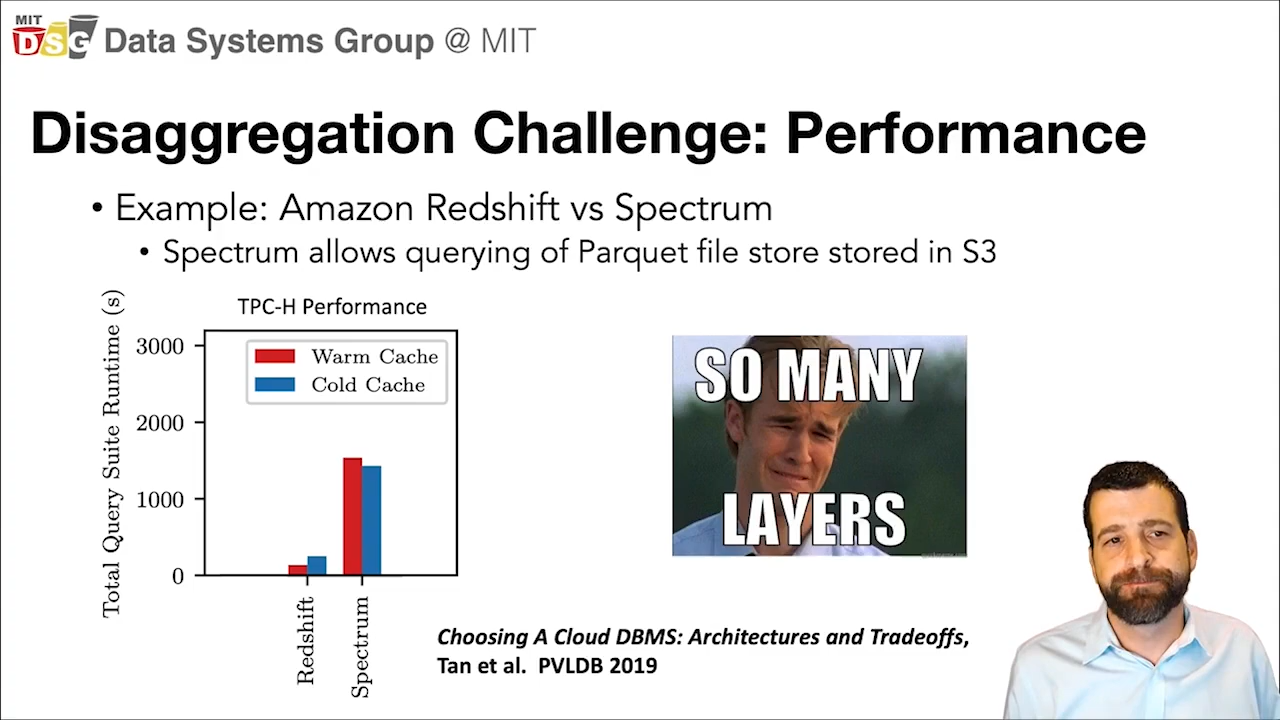 MIT
DSG Data Systems Group @ MIT
Disaggregation Challenge: Performance
• Example: Amazon Redshift vs Spectrum
• Spectrum allows querying of Parquet file store stored in S3
TPC-H Performance
Total Query Suite Runtime (s)
3000
2000
1000
0
Warm Cache
Cold Cache
Redshift
Spectrum
SO MANY
LAYERS
Choosing A Cloud DBMS: Architectures and Tradeoffs,
Tan et al. PVLDB 2019